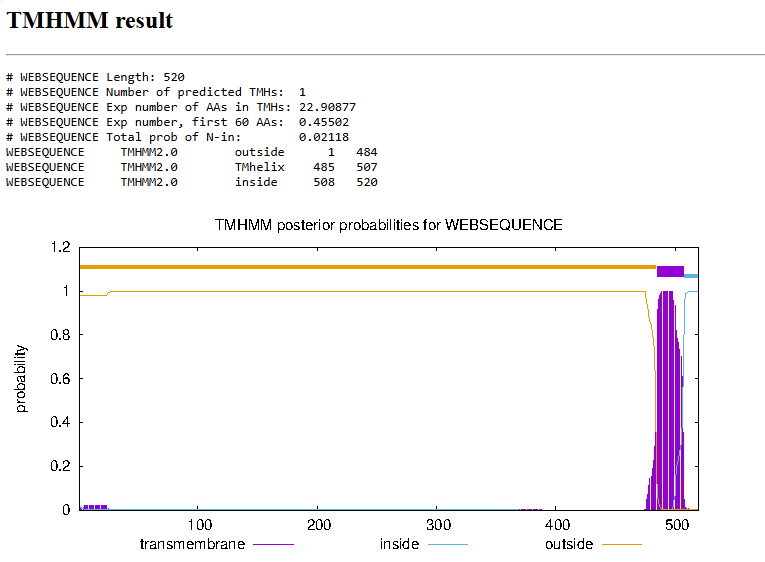 TMHMM result
# WEBSEQUENCE Length: 520
# WEBSEQUENCE Number of predicted TMHs:  1
# WEBSEQUENCE Exp number of AAs in TMHs: 22.90877
# WEBSEQUENCE Exp number, first 60 AAs:  0.45502
# WEBSEQUENCE Total prob of N-in:        0.02118
WEBSEQUENCE     TMHMM2.0        outside      1   484
WEBSEQUENCE     TMHMM2.0        TMhelix    485   507
WEBSEQUENCE     TMHMM2.0        inside     508   520
TMHMM posterior probabilities for WEBSEQUENCE
1.2
1
0.8
0.6
0.4
0.2
0
probability
100 200 300 400 500
transmembrane inside outside